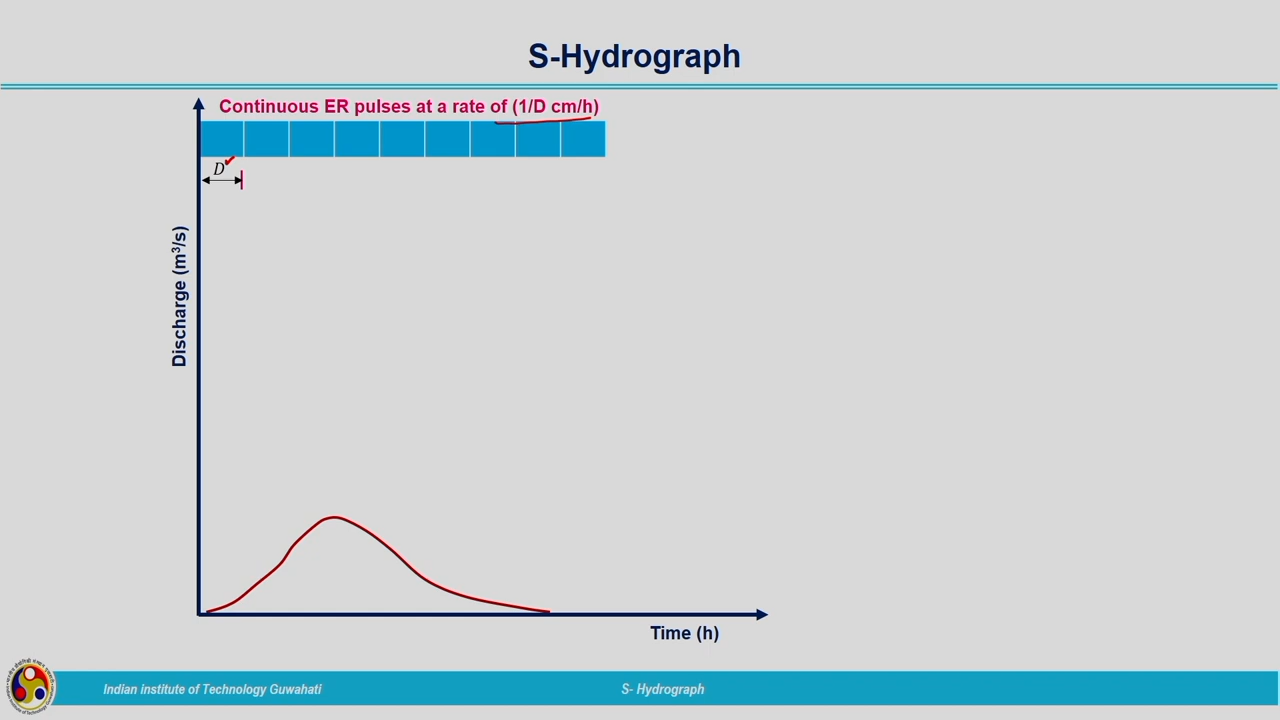 S-Hydrograph
Continuous ER pulses at a rate of (1/D cm/h)
D
Discharge (m³/s)
Time (h)
Indian institute of Technology Guwahati
S- Hydrograph